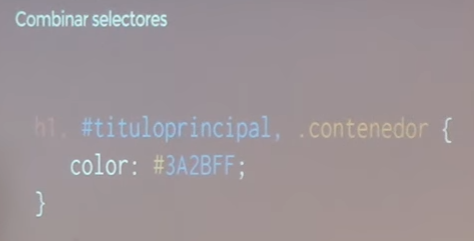 Combinar selectores
h1, #tituloprincipal, .contenedor {
color: #3A2BFF;
}